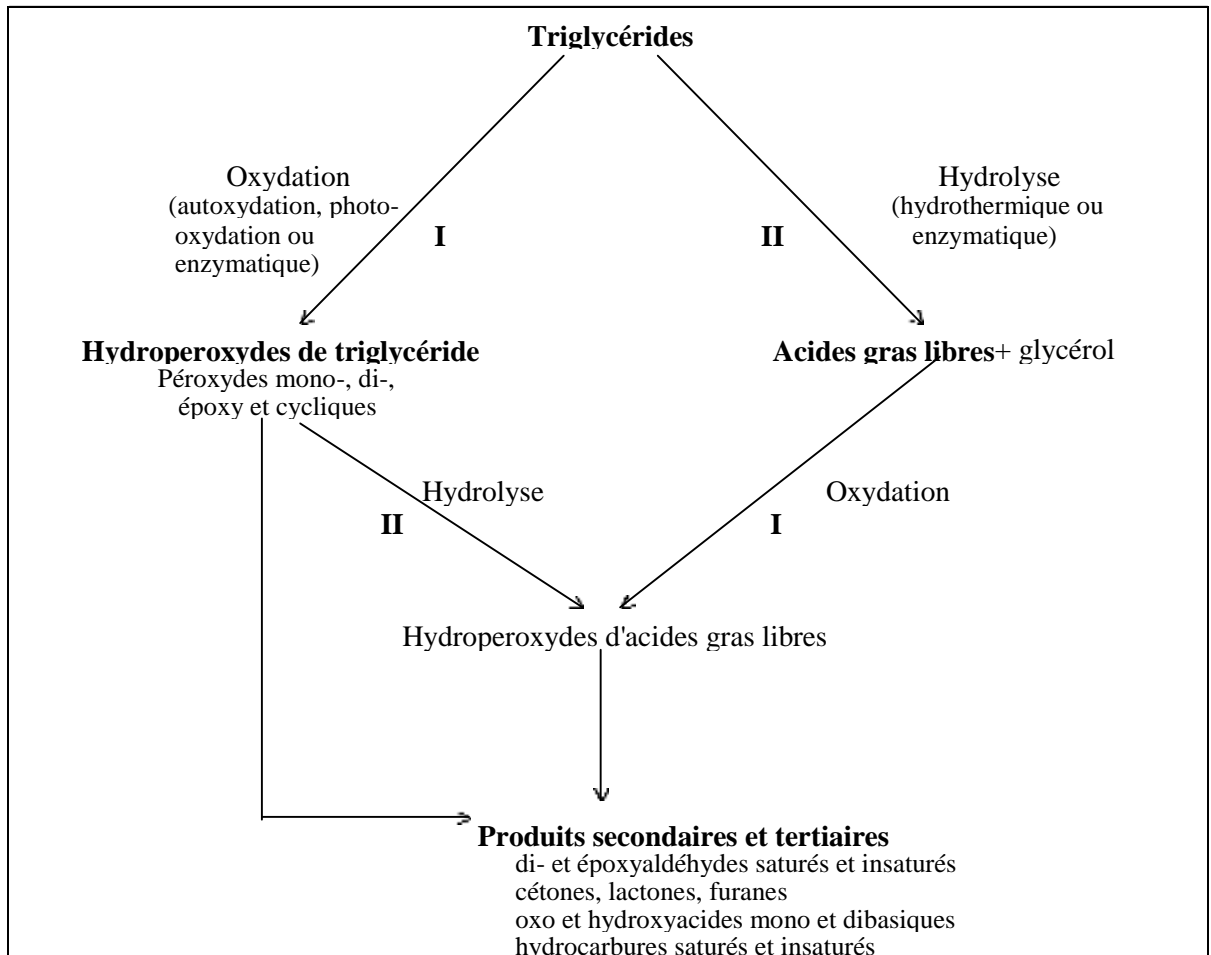 Triglycérides
Oxydation
(autoxydation, photo-
oxydation ou
enzymatique)
I
II
Hydrolyse
(hydrothermique ou
enzymatique)
Hydroperoxydes de triglycéride
Péroxydes mono-, di-,
époxy et cycliques
Acides gras libres+ glycérol
Hydrolyse
II
Oxydation
I
Hydroperoxydes d'acides gras libres
Produits secondaires et tertiaires
di- et époxyaldéhydes saturés et insaturés
cétones, lactones, furanes
oxo et hydroxyacides mono et dibasiques
hydrocarbures saturés et insaturés